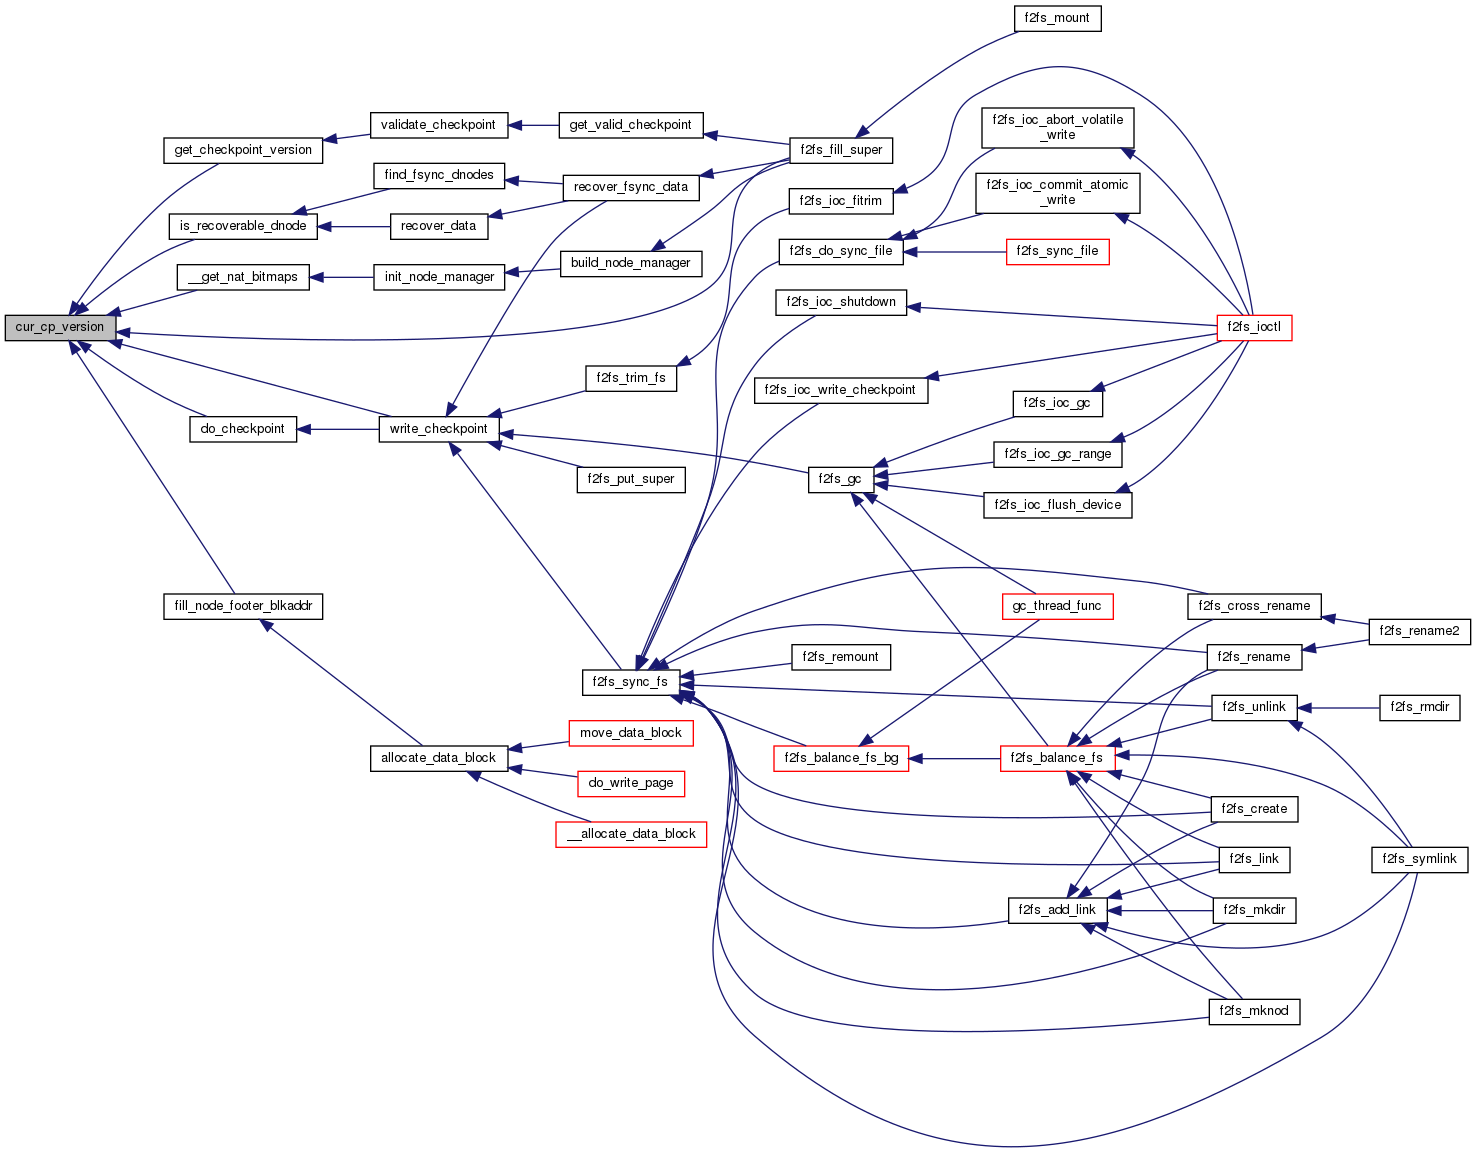 f2fs_mount
f2fs_ioc_abort_volatile
_write
validate_checkpoint
get_valid_checkpoint
get_checkpoint_version
f2fs_fill_super
find_fsync_dnodes
recover_fsync_data
f2fs_ioc_commit_atomic
_write
f2fs_ioc_fitrim
is_recoverable_dnode
recover_data
f2fs_do_sync_file
f2fs_sync_file
build_node_manager
__get_nat_bitmaps
init_node_manager
f2fs_ioc_shutdown
cur_cp_version
f2fs_ioctl
f2fs_trim_fs
f2fs_ioc_write_checkpoint
f2fs_ioc_gc
do_checkpoint
write_checkpoint
f2fs_ioc_gc_range
f2fs_put_super
f2fs_gc
f2fs_ioc_flush_device
fill_node_footer_blkaddr
gc_thread_func
f2fs_cross_rename
f2fs_rename2
f2fs_remount
f2fs_rename
f2fs_sync_fs
f2fs_unlink
f2fs_rmdir
move_data_block
allocate_data_block
f2fs_balance_fs_bg
f2fs_balance_fs
do_write_page
f2fs_create
__allocate_data_block
f2fs_link
f2fs_symlink
f2fs_add_link
f2fs_mkdir
f2fs_mknod